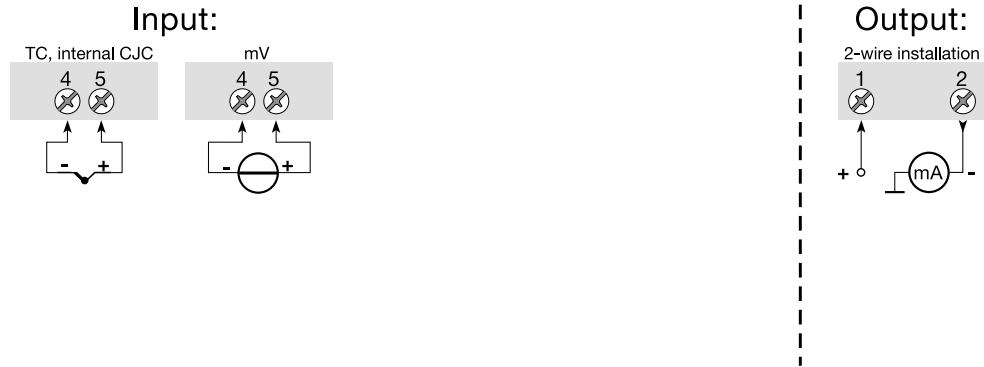 Input:
Output:
TC, internal CJC
mV
2-wire installation
4 5
4 5
1 2
- +
- +
+ mA -